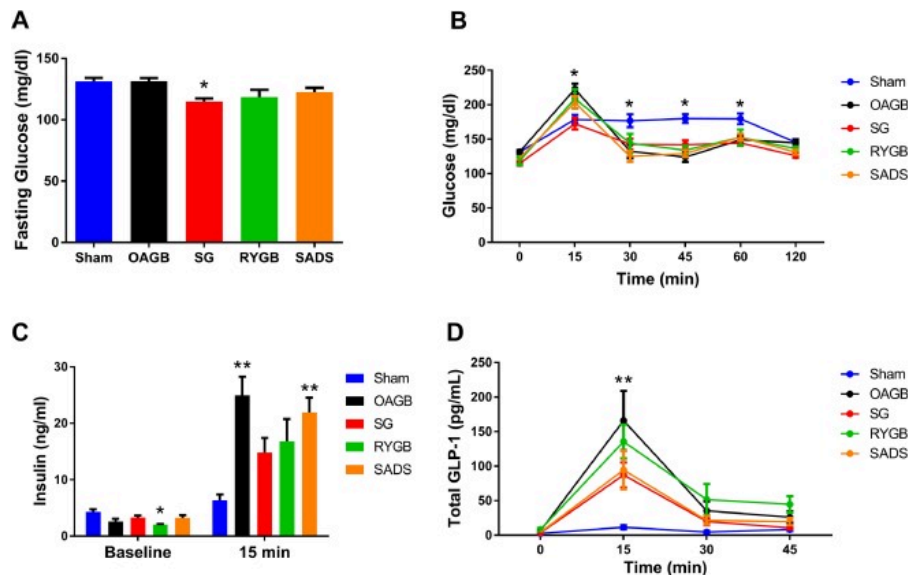 A
Fasting Glucose (mg/dl)
150
100
50
0
*
Sham OAGB SG RYGB SADS
B
Glucose (mg/dl)
250
200
150
100
50
0
* * * *
0 15 30 45 60 120
Time (min)
Sham
OAGB
SG
RYGB
SADS
C
Insulin (ng/ml)
30
20
10
0
* ** **
Baseline 15 min
Sham
OAGB
SG
RYGB
SADS
D
Total GLP-1 (pg/mL)
250
200
150
100
50
0
**
0 15 30 45
Time (min)
Sham
OAGB
SG
RYGB
SADS